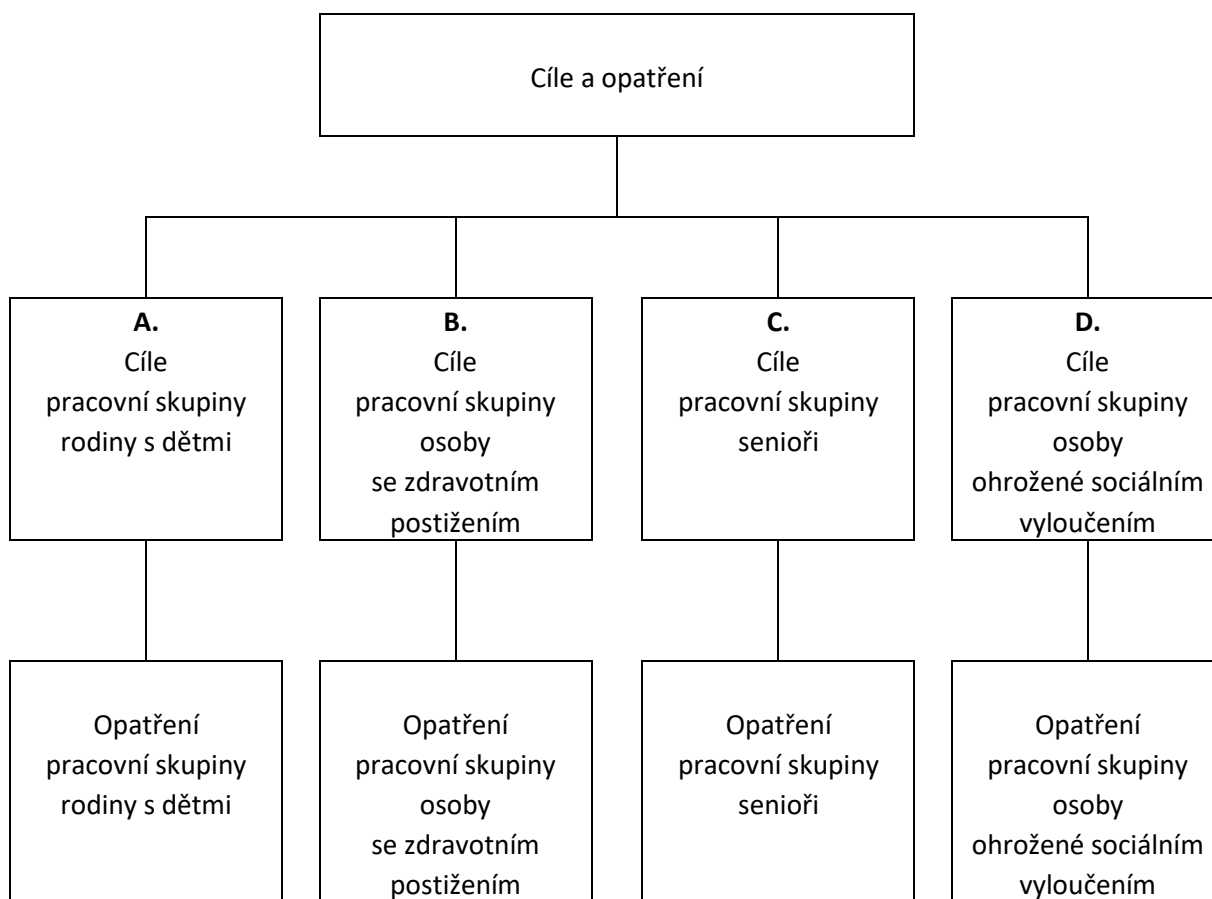 Cíle a opatření
A.
Cíle
pracovní skupiny
rodiny s dětmi
B.
Cíle
pracovní skupiny
osoby
se zdravotním
postižením
C.
Cíle
pracovní skupiny
senioři
D.
Cíle
pracovní skupiny
osoby
ohrožené sociálním
vyloučením
Opatření
pracovní skupiny
rodiny s dětmi
Opatření
pracovní skupiny
osoby
se zdravotním
postižením
Opatření
pracovní skupiny
senioři
Opatření
pracovní skupiny
osoby
ohrožené sociálním
vyloučením